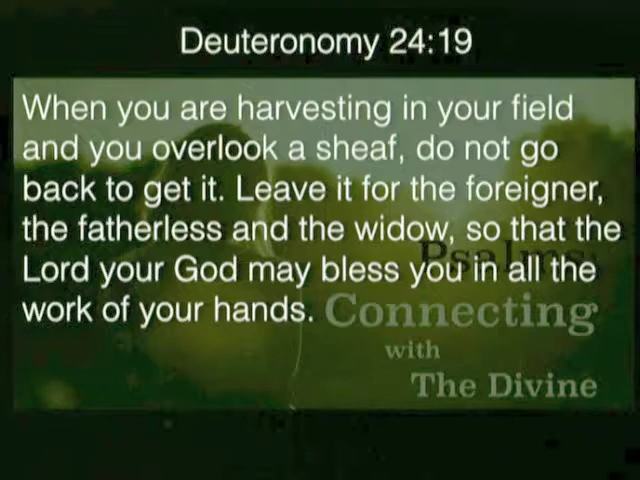 Deuteronomy 24:19
When you are harvesting in your field
and you overlook a sheaf, do not go
back to get it. Leave it for the foreigner,
the fatherless and the widow, so that the
Lord your God may bless you in all the
work of your hands.
Psalms:
Connecting
with
The Divine